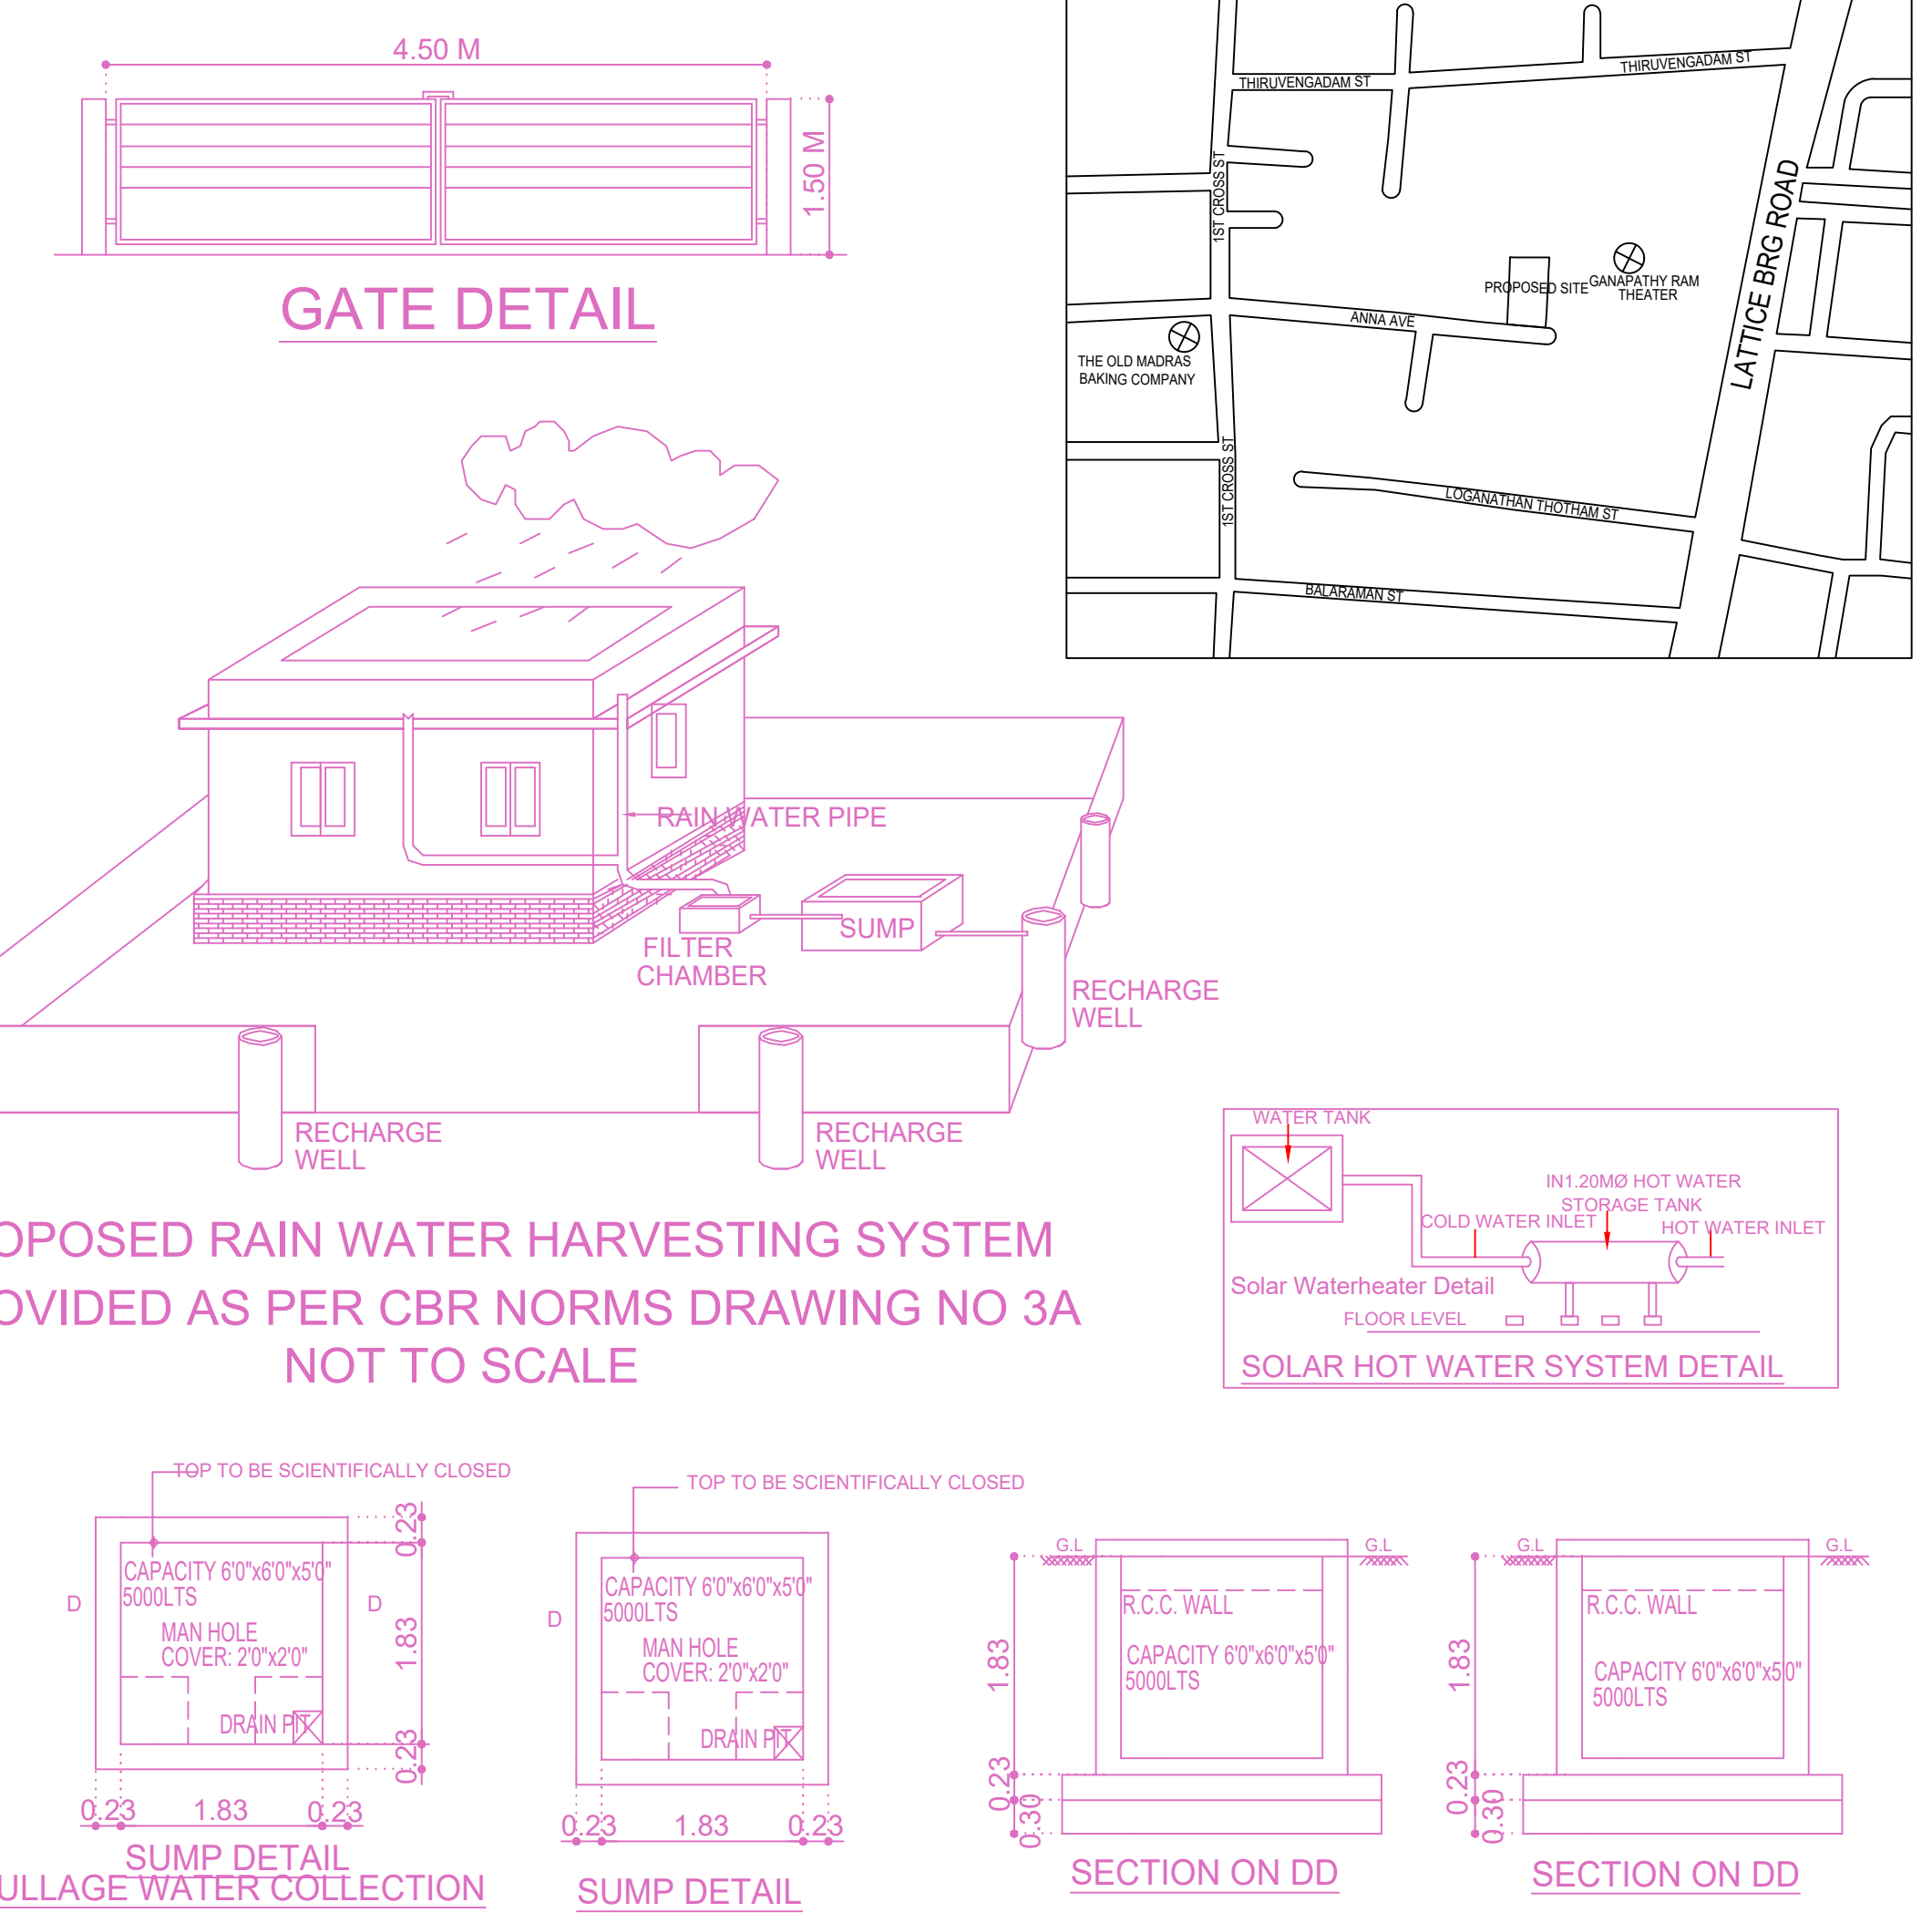 4.50 M
1.50 M
GATE DETAIL
THIRUVENGADAM ST
THIRUVENGADAM ST
1ST CROSS ST
LATTICE BRG ROAD
PROPOSED SITE
GANAPATHY RAM
THEATER
ANNA AVE
THE OLD MADRAS
BAKING COMPANY
1ST CROSS ST
LOGANATHAN THOTHAM ST
BALARAMAN ST
RAIN WATER PIPE
SUMP
FILTER
CHAMBER
RECHARGE
WELL
RECHARGE
WELL
RECHARGE
WELL
OPOSED RAIN WATER HARVESTING SYSTEM
OVIDED AS PER CBR NORMS DRAWING NO 3A
NOT TO SCALE
WATER TANK
IN1.20MØ HOT WATER
STORAGE TANK
COLD WATER INLET
HOT WATER INLET
Solar Waterheater Detail
FLOOR LEVEL
SOLAR HOT WATER SYSTEM DETAIL
TOP TO BE SCIENTIFICALLY CLOSED
0.23
CAPACITY 6'0"x6'0"x5'0"
5000LTS
D
D
MAN HOLE
COVER: 2'0"x2'0"
1.83
DRAIN PIT
0.23
0.23
1.83
0.23
SUMP DETAIL
ULLAGE WATER COLLECTION
TOP TO BE SCIENTIFICALLY CLOSED
CAPACITY 6'0"x6'0"x5'0"
5000LTS
D
MAN HOLE
COVER: 2'0"x2'0"
DRAIN PIT
0.23
1.83
0.23
SUMP DETAIL
G.L
G.L
R.C.C. WALL
CAPACITY 6'0"x6'0"x5'0"
5000LTS
1.83
0.23
0.30
SECTION ON DD
G.L
G.L
R.C.C. WALL
CAPACITY 6'0"x6'0"x5'0"
5000LTS
1.83
0.23
0.30
SECTION ON DD